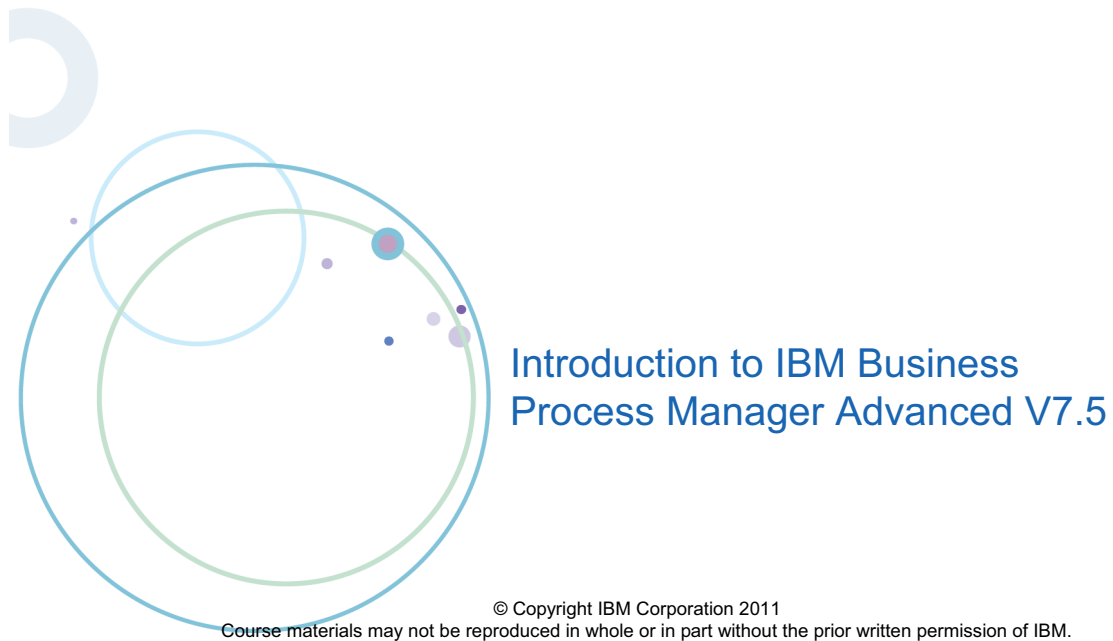 Introduction to IBM Business
Process Manager Advanced V7.5
© Copyright IBM Corporation 2011
Course materials may not be reproduced in whole or in part without the prior written permission of IBM.